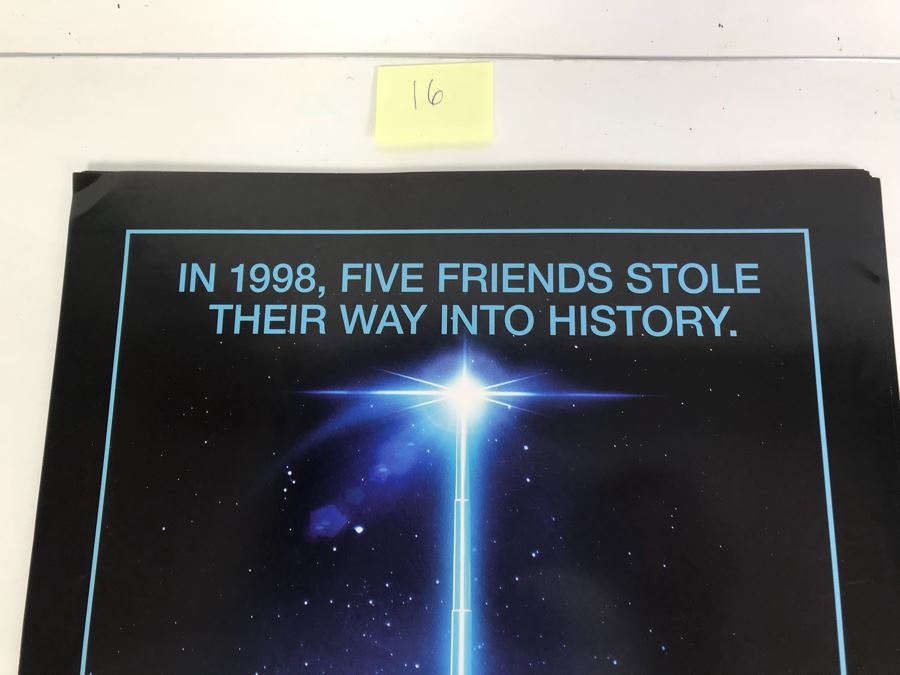 16
IN 1998, FIVE FRIENDS STOLE
THEIR WAY INTO HISTORY.